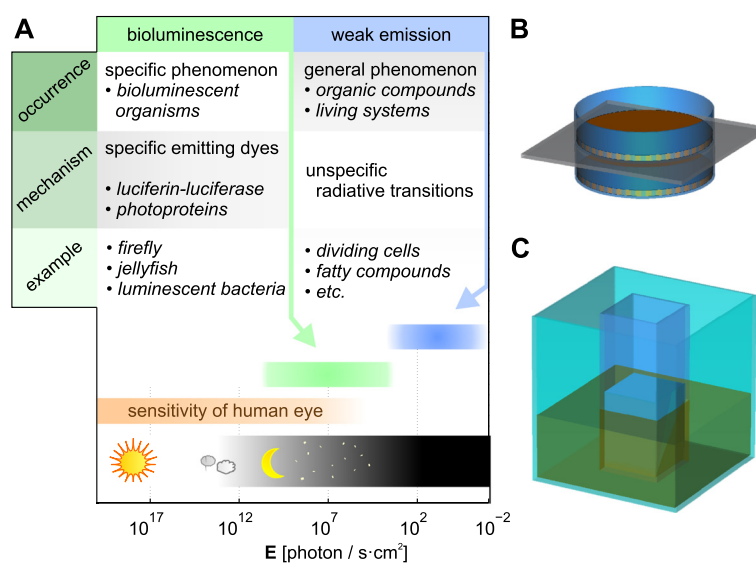 A
bioluminescence
weak emission
occurrence
specific phenomenon
• bioluminescent
organisms
general phenomenon
• organic compounds
• living systems
mechanism
specific emitting dyes
• luciferin-luciferase
• photoproteins
unspecific
radiative transitions
example
• firefly
• jellyfish
• luminescent bacteria
• dividing cells
• fatty compounds
• etc.
sensitivity of human eye
10^17 10^12 10^7 10^2 10^−2
E [photon / s·cm²]
B
C